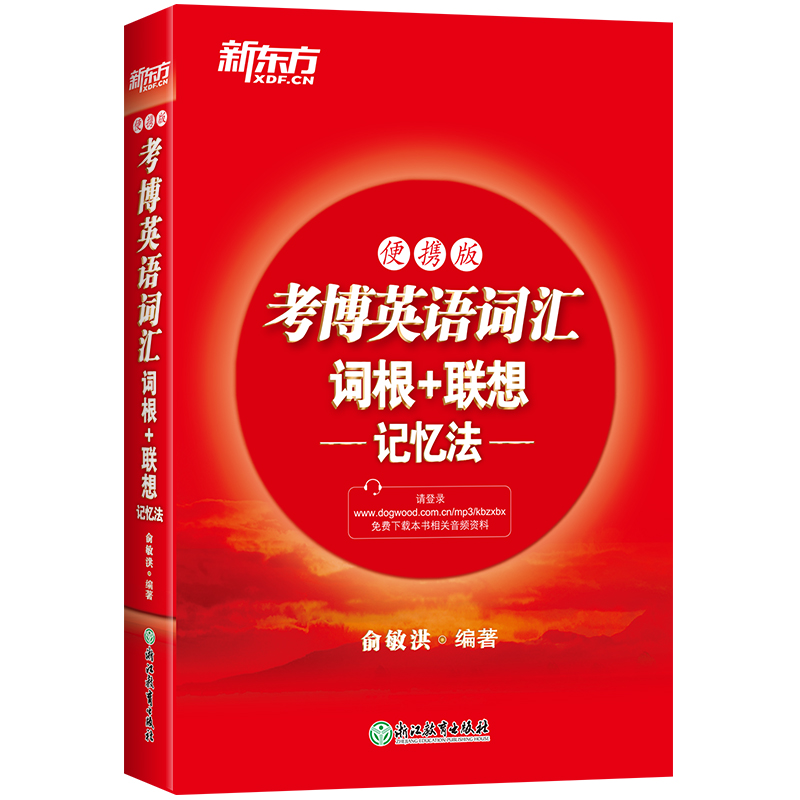 新东方
XDF.CN
便携版
考博英语词汇
词根+联想
记忆法
俞敏洪·编著
浙江教育出版社
新东方
XDF.CN
便携版
考博英语词汇
词根+联想
记忆法
请登录
www.dogwood.com.cn/mp3/kbzxbx
免费下载本书相关音频资料
俞敏洪·编著
浙江教育出版社
ZHEJIANG EDUCATION PUBLISHING HOUSE